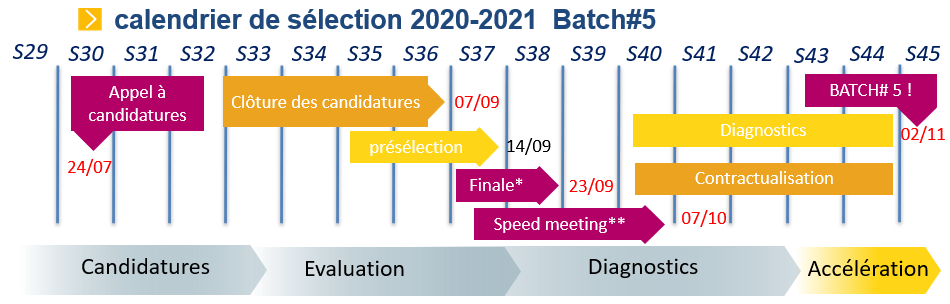 calendrier de sélection 2020-2021 Batch#5
S29 S30 S31 S32 S33 S34 S35 S36 S37 S38 S39 S40 S41 S42 S43 S44 S45
Appel à
candidatures
24/07
Clôture des candidatures
07/09
BATCH# 5 !
02/11
présélection
14/09
Diagnostics
Finale*
23/09
Contractualisation
Speed meeting**
07/10
Candidatures
Evaluation
Diagnostics
Accélération